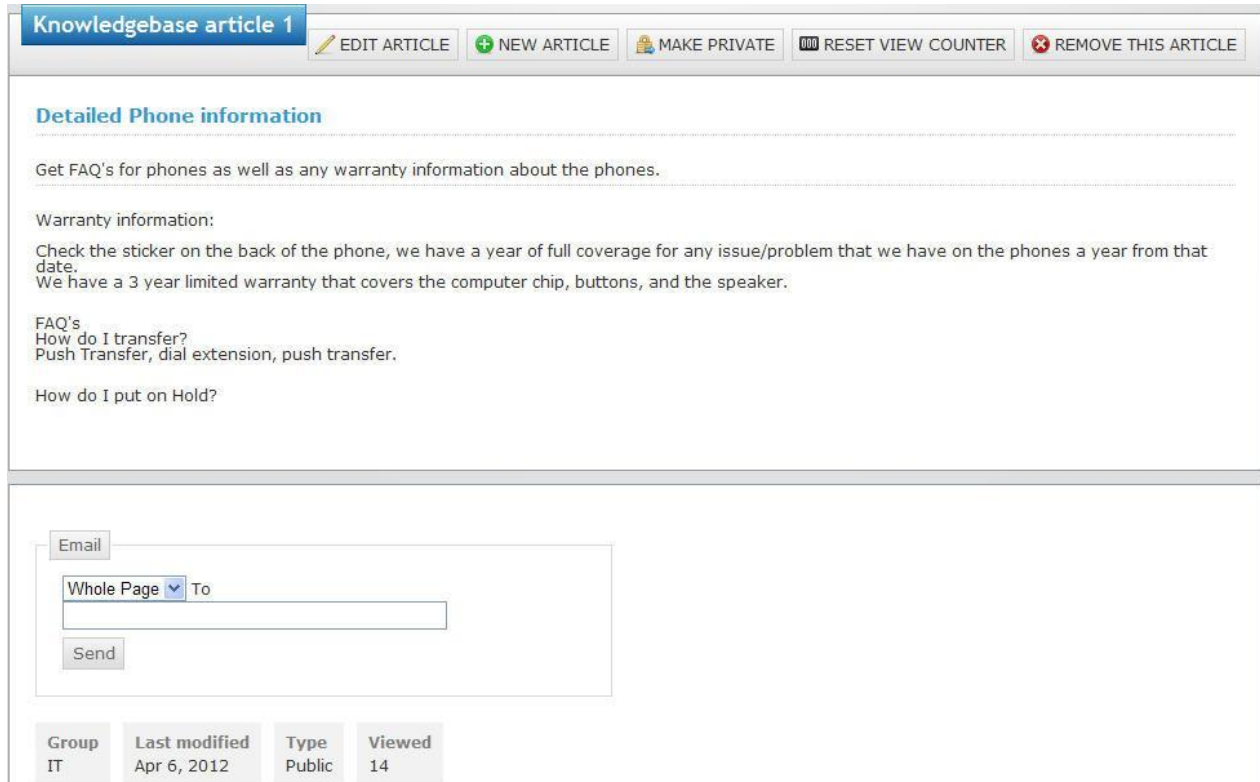 Knowledgebase article 1
EDIT ARTICLE NEW ARTICLE MAKE PRIVATE 000 RESET VIEW COUNTER REMOVE THIS ARTICLE
Detailed Phone information
Get FAQ's for phones as well as any warranty information about the phones.
Warranty information:
Check the sticker on the back of the phone, we have a year of full coverage for any issue/problem that we have on the phones a year from that
date.
We have a 3 year limited warranty that covers the computer chip, buttons, and the speaker.
FAQ's
How do I transfer?
Push Transfer, dial extension, push transfer.
How do I put on Hold?
Email
Whole Page To
Send
Group Last modified Type Viewed
IT Apr 6, 2012 Public 14